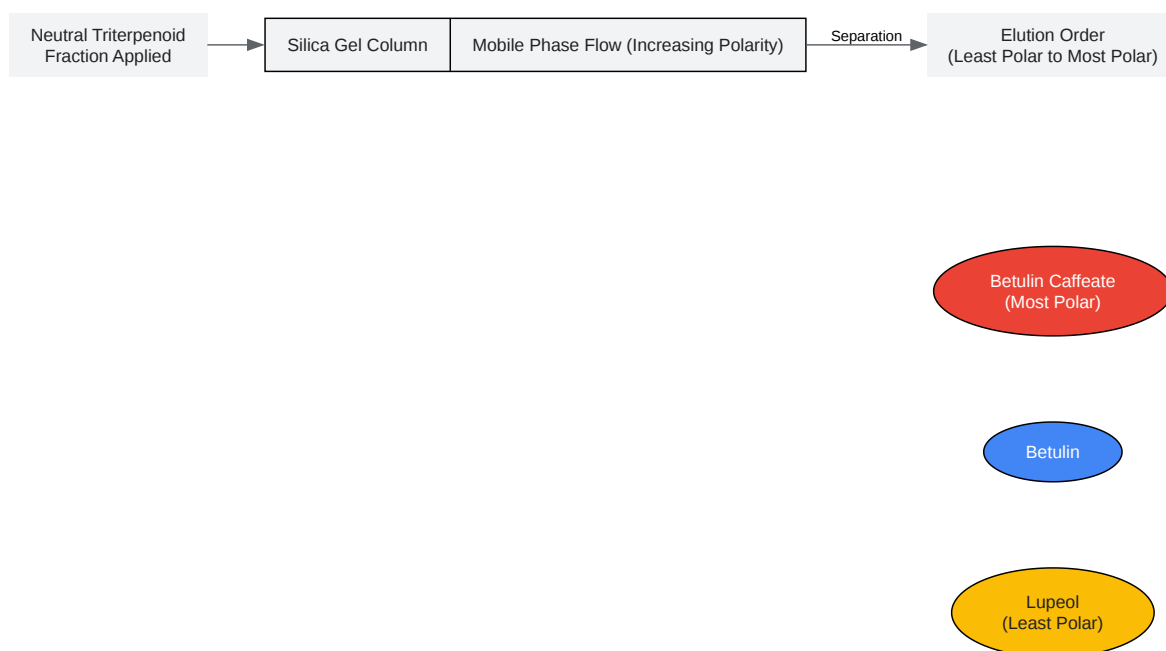 Neutral Triterpenoid
Fraction Applied
Silica Gel Column
Mobile Phase Flow (Increasing Polarity)
Separation
Elution Order
(Least Polar to Most Polar)
Betulin Caffeate
(Most Polar)
Betulin
Lupeol
(Least Polar)